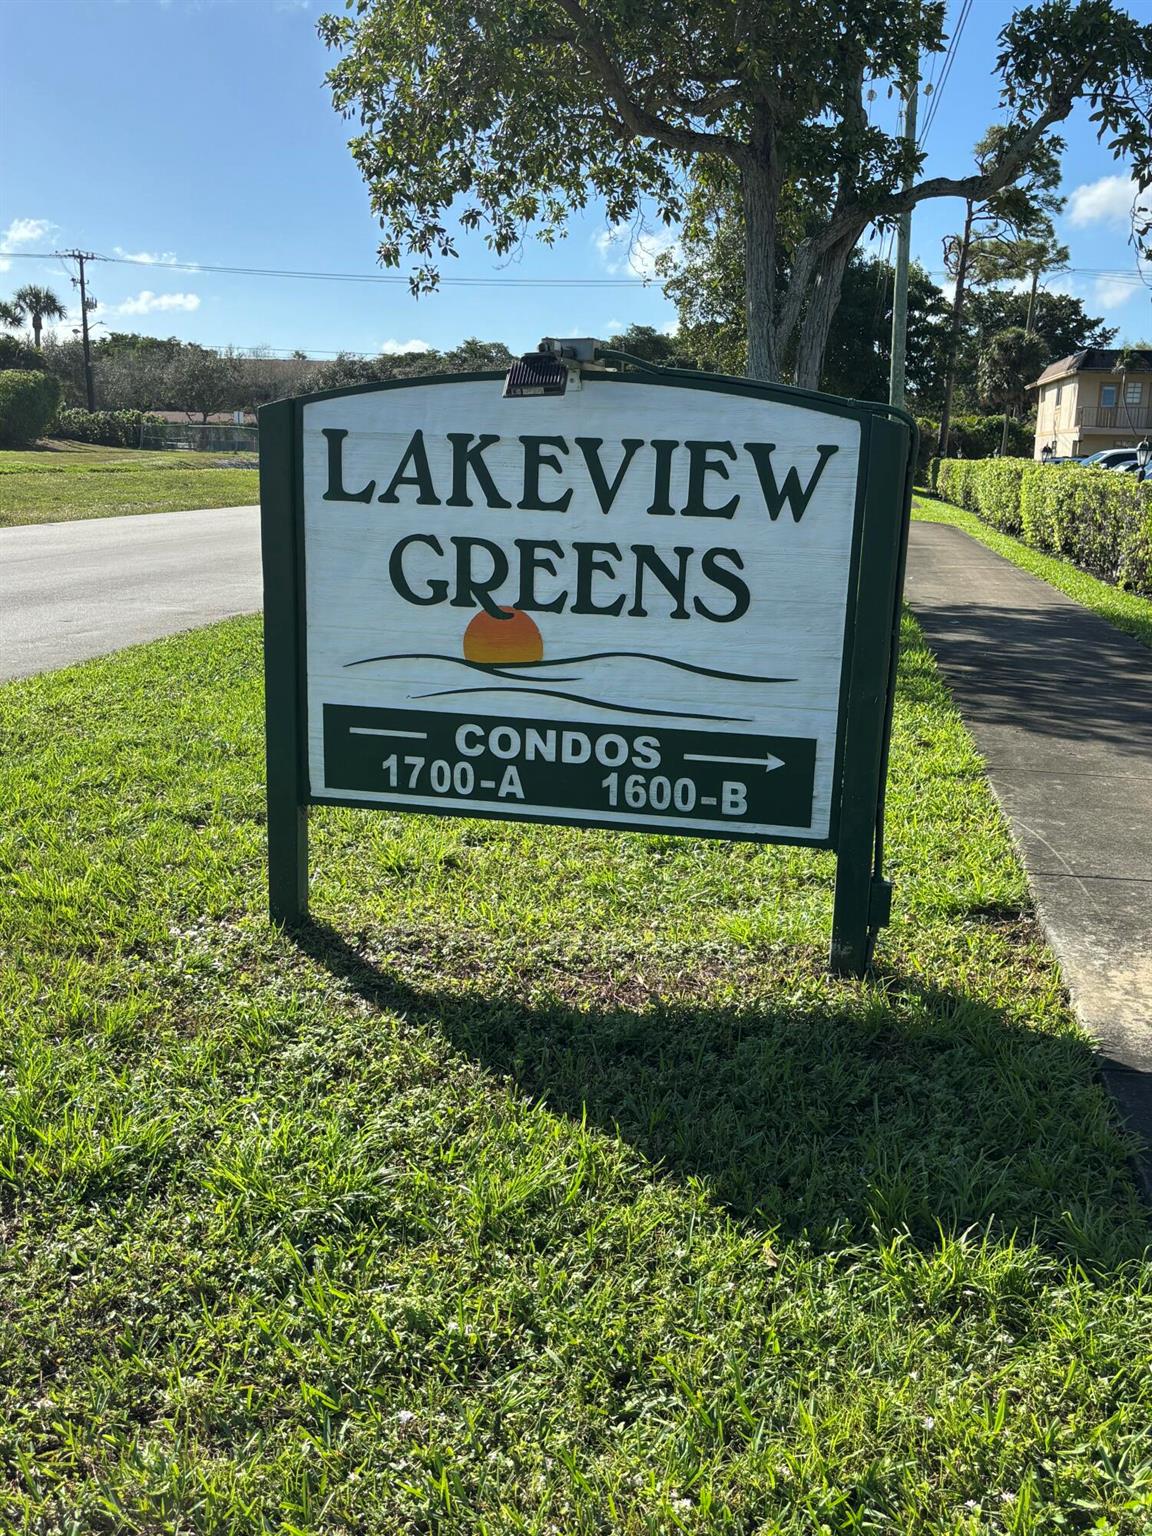 LAKEVIEW
GREENS
CONDOS
1700-A 1600-B